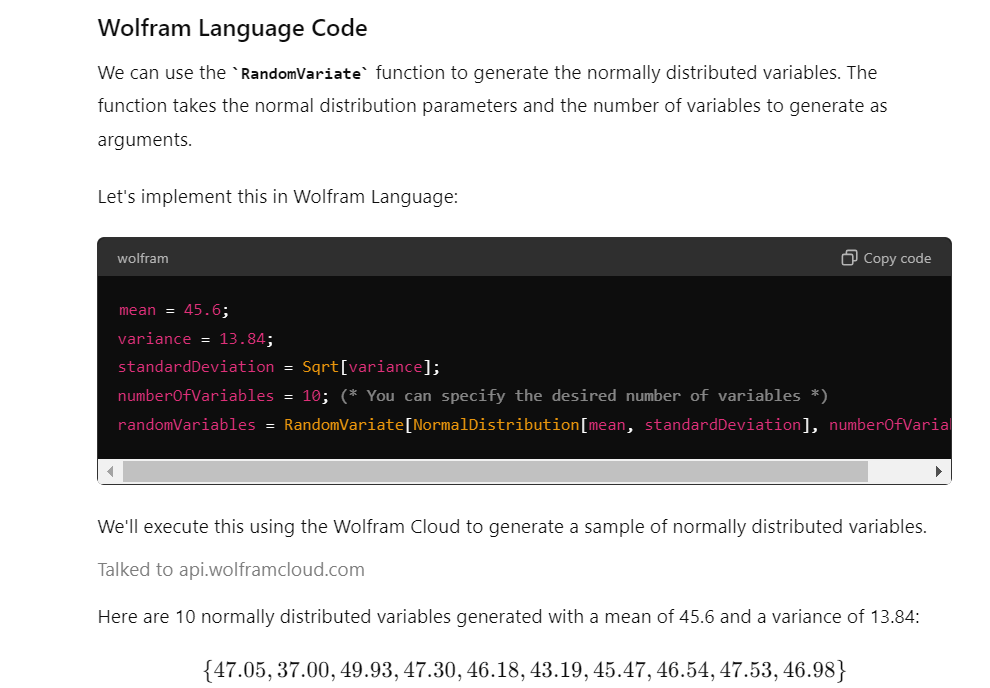 Wolfram Language Code
We can use the `RandomVariate` function to generate the normally distributed variables. The
function takes the normal distribution parameters and the number of variables to generate as
arguments.
Let's implement this in Wolfram Language:
wolfram Copy code
mean = 45.6;
variance = 13.84;
standardDeviation = Sqrt[variance];
numberOfVariables = 10; (* You can specify the desired number of variables *)
randomVariables = RandomVariate[NormalDistribution[mean, standardDeviation], numberOfVaria
We'll execute this using the Wolfram Cloud to generate a sample of normally distributed variables.
Talked to api.wolframcloud.com
Here are 10 normally distributed variables generated with a mean of 45.6 and a variance of 13.84:
{47.05, 37.00, 49.93, 47.30, 46.18, 43.19, 45.47, 46.54, 47.53, 46.98}